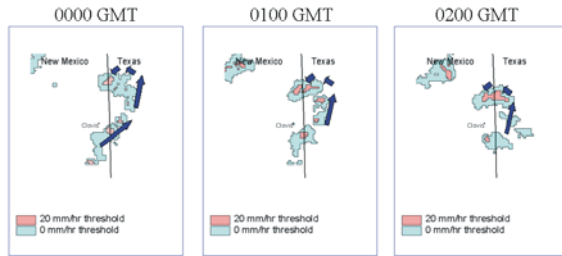 0000 GMT
New Mexico Texas
Clovis
20 mm/hr threshold
0 mm/hr threshold
0100 GMT
New Mexico Texas
Clovis
20 mm/hr threshold
0 mm/hr threshold
0200 GMT
New Mexico Texas
Clovis
20 mm/hr threshold
0 mm/hr threshold